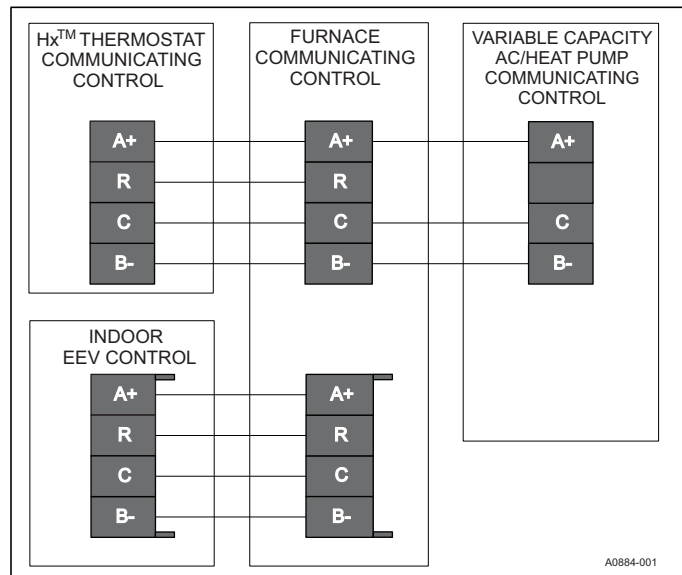 Hx™ THERMOSTAT
COMMUNICATING
CONTROL
A+
R
C
B-
FURNACE
COMMUNICATING
CONTROL
A+
R
C
B-
VARIABLE CAPACITY
AC/HEAT PUMP
COMMUNICATING
CONTROL
A+
C
B-
INDOOR
EEV CONTROL
A+
R
C
B-
A+
R
C
B-
A0884-001